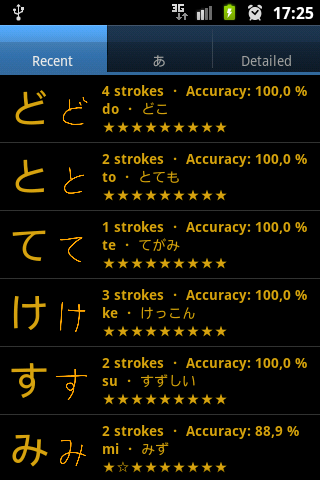 3G 17:25
Recent あ Detailed
ど ど 4 strokes · Accuracy: 100,0 %
do · どこ
★★★★★★★★★
と と 2 strokes · Accuracy: 100,0 %
to · とても
★★★★★★★★★
て て 1 strokes · Accuracy: 100,0 %
te · てがみ
★★★★★★★★★
け け 3 strokes · Accuracy: 100,0 %
ke · けっこん
★★★★★★★★★
す す 2 strokes · Accuracy: 100,0 %
su · すずしい
★★★★★★★★★
み み 2 strokes · Accuracy: 88,9 %
mi · みず
★☆★★★★★★★